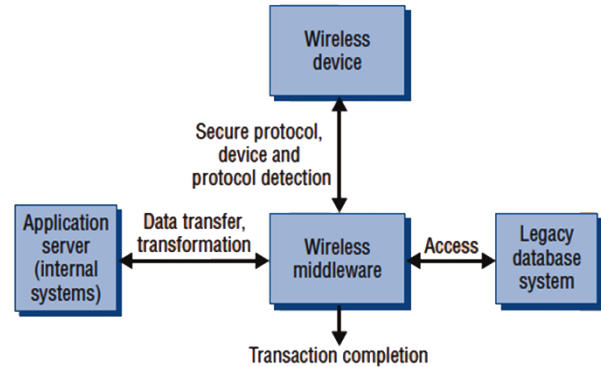 Wireless
device
Secure protocol,
device and
protocol detection
Application
server
(internal
systems)
Data transfer,
transformation
Wireless
middleware
Access
Legacy
database
system
Transaction completion